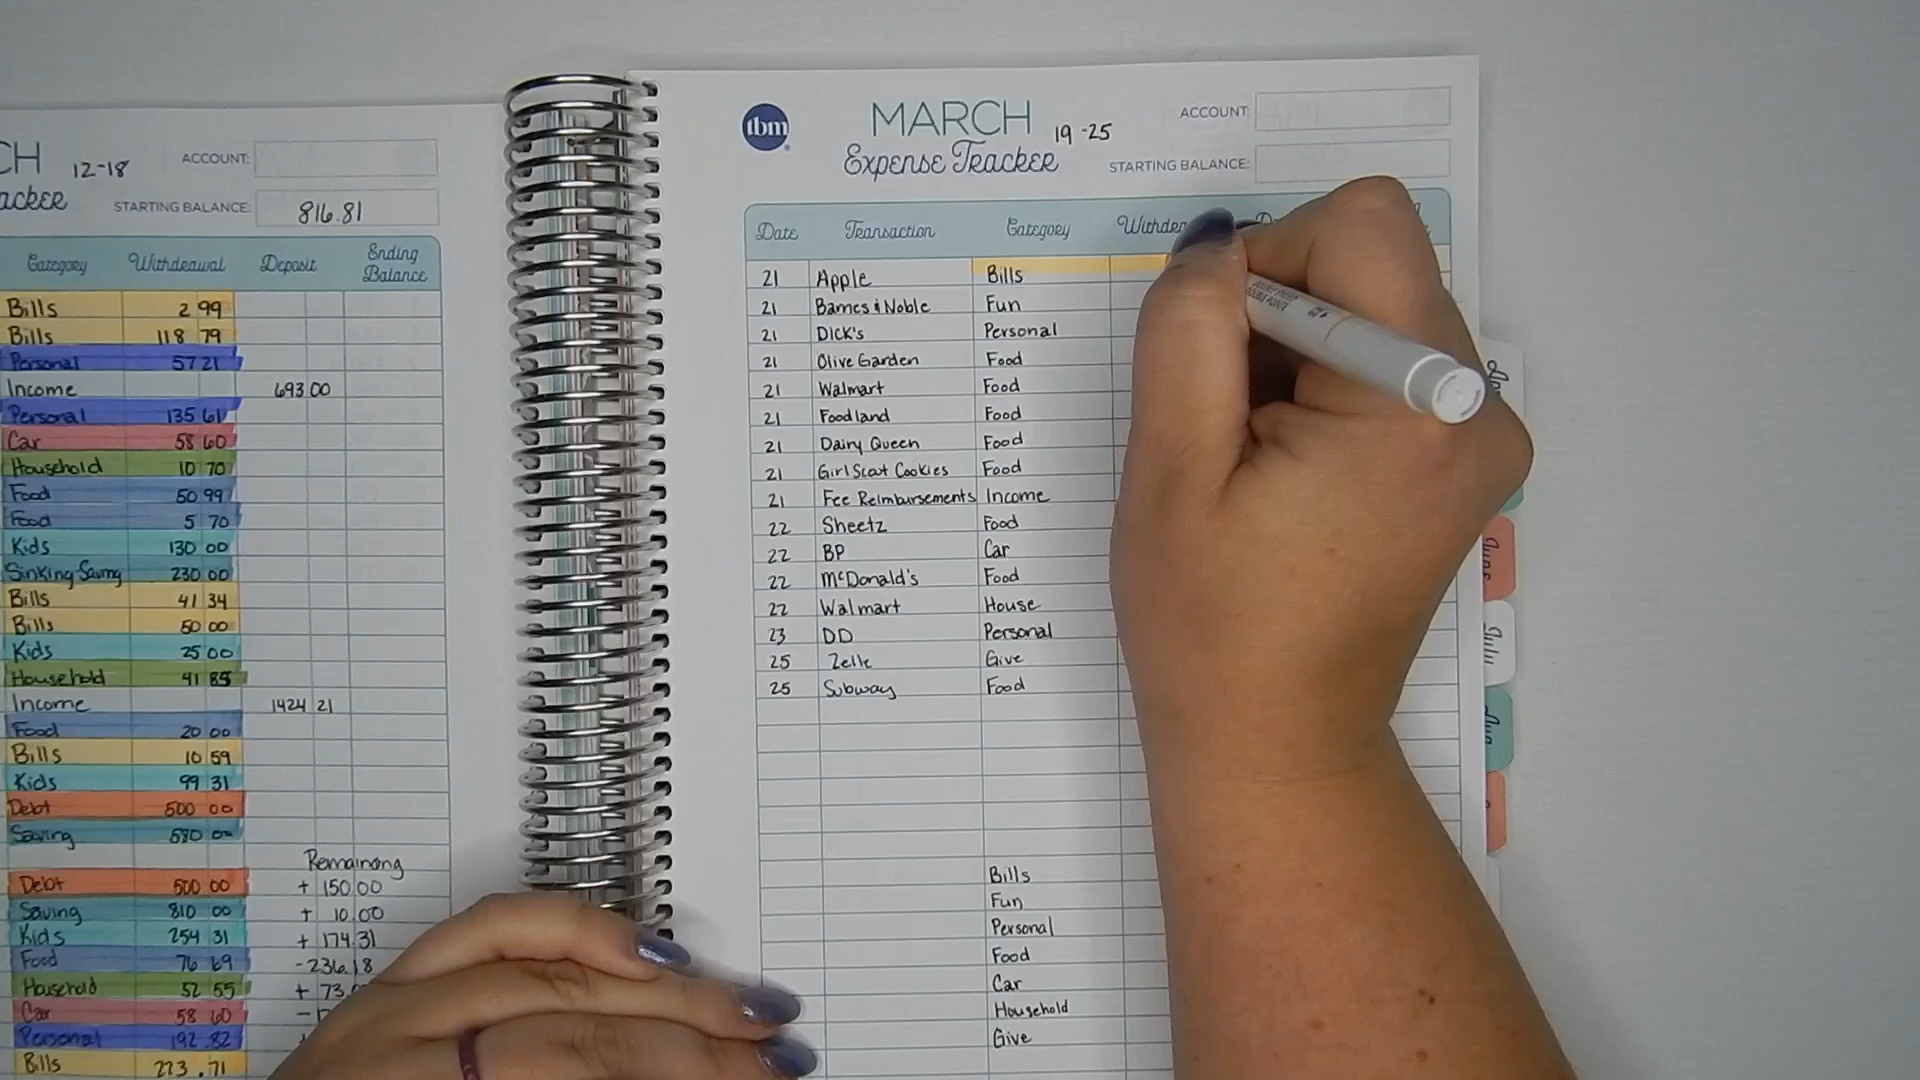 CH 12-18 ACCOUNT:
acker STARTING BALANCE: 816.81
Category Withdrawal Deposit Ending Balance
Bills 2 99
Bills 118 79
Personal 57 21
Income 693 00
Personal 135 61
Car 58 60
Household 10 70
Food 50 99
Food 5 70
Kids 130 00
Sinking Saving 230 00
Bills 41 34
Bills 50 00
Kids 25 00
Household 41 85
Income 1424 21
Food 20 00
Bills 10 59
Kids 99 31
Debt 500 00
Saving 580 00
Remaining
Debt 500 00 + 150.00
Saving 810 00 + 10.00
Kids 254 31 + 174.31
Food 76 69 -236.18
Household 52 55 + 73.
Car 58 60 -
Personal 192.82
Bills 223.71
tbm
MARCH 19-25
Expense Tracker
ACCOUNT:
STARTING BALANCE:
Date Transaction Category
21 Apple Bills
21 Barnes & Noble Fun
21 DICK's Personal
21 Olive Garden Food
21 Walmart Food
21 Foodland Food
21 Dairy Queen Food
21 Girl Scout Cookies Food
21 Fee Reimbursements Income
22 Sheetz Food
22 BP Car
22 McDonald's Food
22 Walmart House
23 DD Personal
25 Zelle Give
25 Subway Food
Bills
Fun
Personal
Food
Car
Household
Give
June
July
Aug